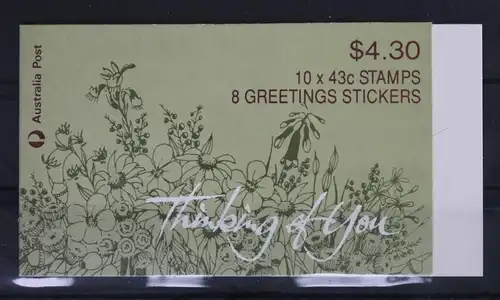 Australia Post
$4.30
10 x 43c STAMPS
8 GREETINGS STICKERS
Thinking of You